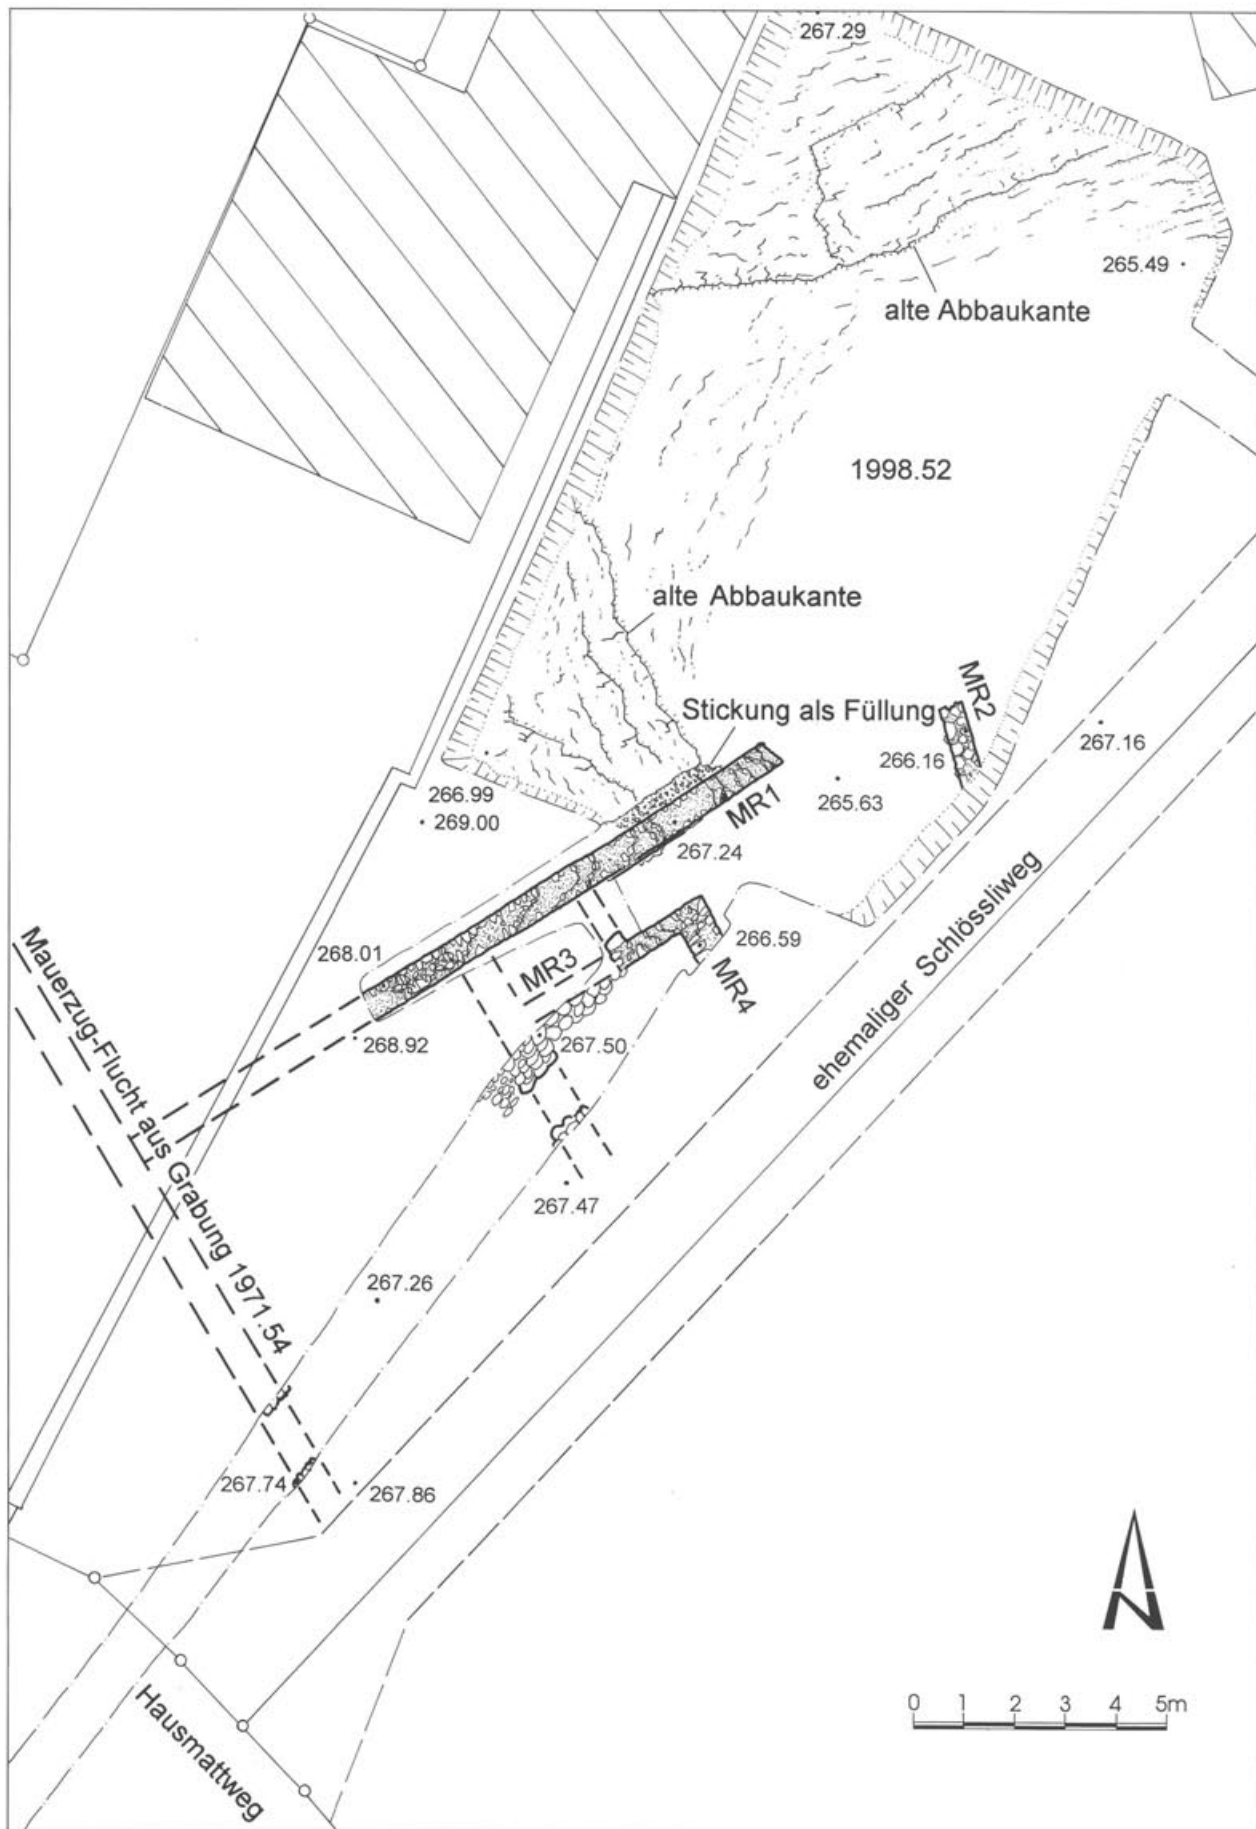 267.29
265.49
alte Abbaukante
1998.52
alte Abbaukante
MR2
Stickung als Füllung
267.16
266.16
266.99
265.63
269.00
MR1
267.24
ehemaliger Schlössliweg
268.01
266.59
MR3
MR4
Mauerzug-Flucht aus Grabung 1971.54
268.92
267.50
267.47
267.26
267.74
267.86
N
0 1 2 3 4 5m
Hausmattweg